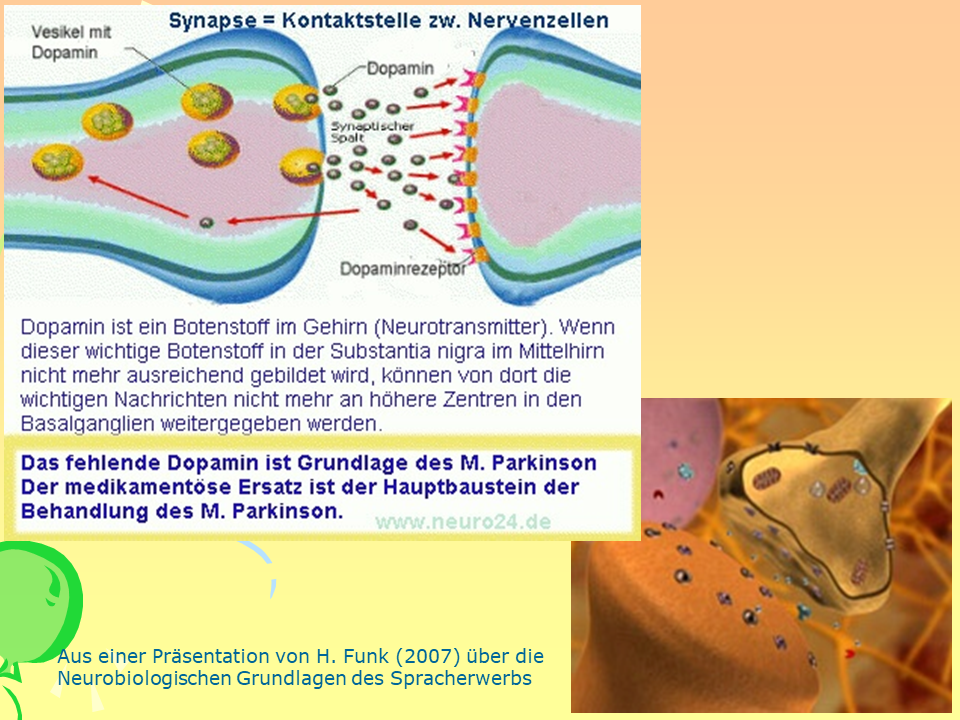 Synapse = Kontaktstelle zw. Nervenzellen
Vesikel mit
Dopamin
Dopamin
Synaptischer
Spalt
Dopaminrezeptor
Dopamin ist ein Botenstoff im Gehirn (Neurotransmitter). Wenn
dieser wichtige Botenstoff in der Substantia nigra im Mittelhirn
nicht mehr ausreichend gebildet wird, können von dort die
wichtigen Nachrichten nicht mehr an höhere Zentren in den
Basalganglien weitergegeben werden.
Das fehlende Dopamin ist Grundlage des M. Parkinson
Der medikamentöse Ersatz ist der Hauptbaustein der
Behandlung des M. Parkinson.
www.neuro24.de
Aus einer Präsentation von H. Funk (2007) über die
Neurobiologischen Grundlagen des Spracherwerbs